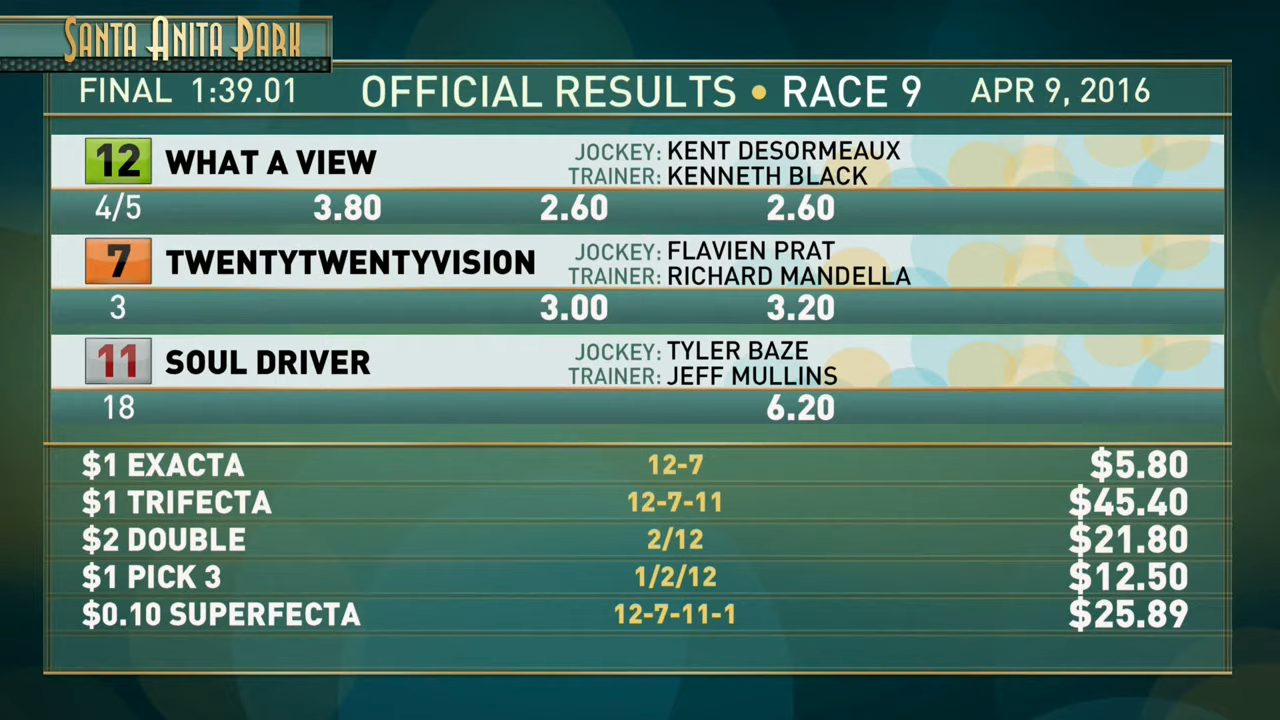 SANTA ANITA PARK
FINAL 1:39.01 OFFICIAL RESULTS • RACE 9 APR 9, 2016
12 WHAT A VIEW JOCKEY: KENT DESORMEAUX
TRAINER: KENNETH BLACK
4/5 3.80 2.60 2.60
7 TWENTYTWENTYVISION JOCKEY: FLAVIEN PRAT
TRAINER: RICHARD MANDELLA
3 3.00 3.20
11 SOUL DRIVER JOCKEY: TYLER BAZE
TRAINER: JEFF MULLINS
18 6.20
$1 EXACTA 12-7 $5.80
$1 TRIFECTA 12-7-11 $45.40
$2 DOUBLE 2/12 $21.80
$1 PICK 3 1/2/12 $12.50
$0.10 SUPERFECTA 12-7-11-1 $25.89